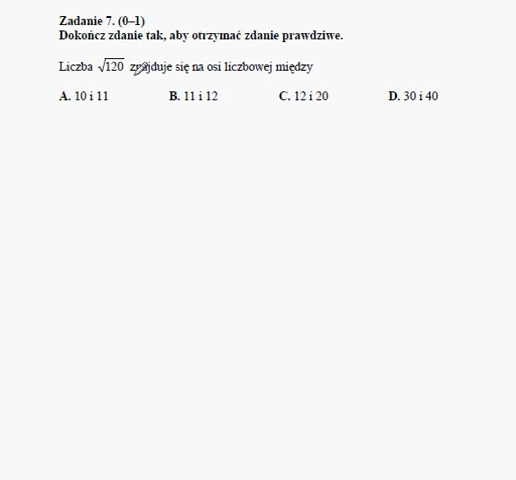 Zadanie 7. (0–1)
Dokończ zdanie tak, aby otrzymać zdanie prawdziwe.
Liczba √120 znajduje się na osi liczbowej między
A. 10 i 11 B. 11 i 12 C. 12 i 20 D. 30 i 40